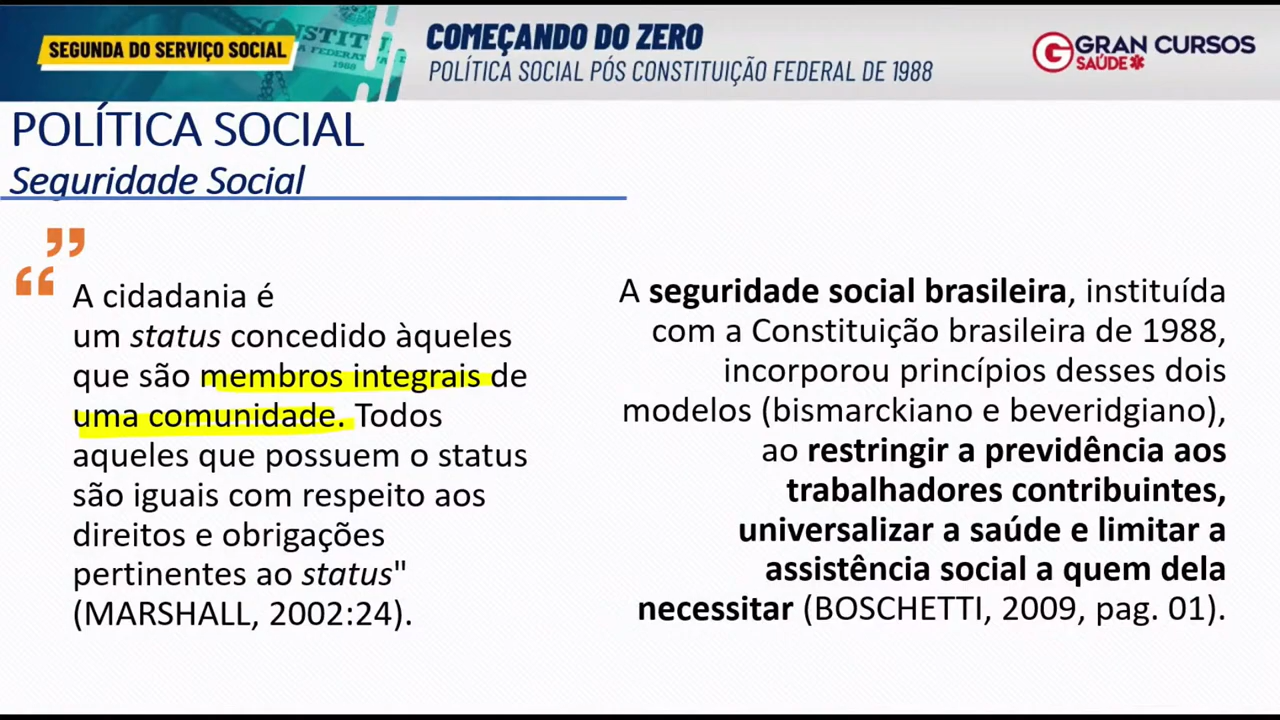 SEGUNDA DO SERVIÇO SOCIAL
CONSTITUI
A FEDERATIVA D
1988
COMEÇANDO DO ZERO
POLÍTICA SOCIAL PÓS CONSTITUIÇÃO FEDERAL DE 1988
GRAN CURSOS
SAÚDE
POLÍTICA SOCIAL
Seguridade Social
”
“
A cidadania é
um status concedido àqueles
que são membros integrais de
uma comunidade. Todos
aqueles que possuem o status
são iguais com respeito aos
direitos e obrigações
pertinentes ao status"
(MARSHALL, 2002:24).
A seguridade social brasileira, instituída
com a Constituição brasileira de 1988,
incorporou princípios desses dois
modelos (bismarckiano e beveridgiano),
ao restringir a previdência aos
trabalhadores contribuintes,
universalizar a saúde e limitar a
assistência social a quem dela
necessitar (BOSCHETTI, 2009, pag. 01).